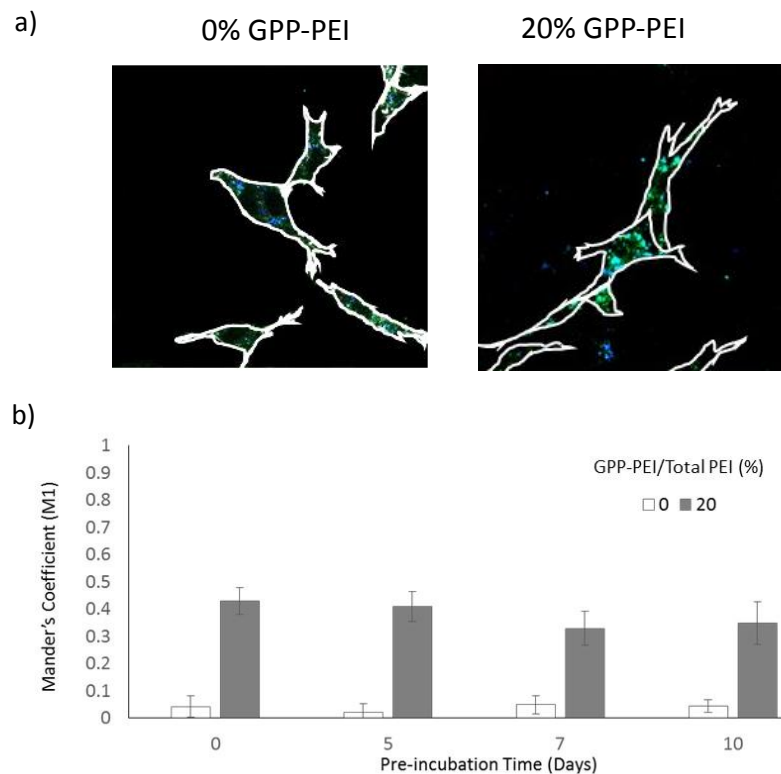 a)
0% GPP-PEI
20% GPP-PEI
b)
Mander's Coefficient (M1)
1
0.9
0.8
0.7
0.6
0.5
0.4
0.3
0.2
0.1
0
GPP-PEI/Total PEI (%)
0 20
0 5 7 10
Pre-incubation Time (Days)